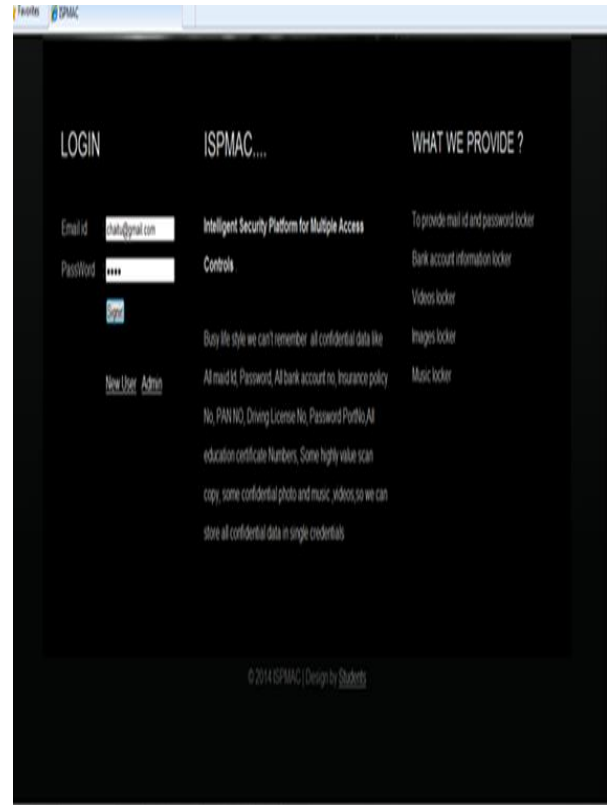 Favorites ISPMAC
LOGIN
Email id chaitu@gmail.com
PassWord
New User Admin
ISPMAC....
Intelligent Security Platform for Multiple Access
Controls
Busy life style we can't remember all confidential data like
All maid Id, Password, All bank account no, Insurance policy
No, PAN NO, Driving License No, Password PortNo,All
education certificate Numbers, Some highly value scan
copy, some confidential photo and music ,videos,so we can
store all confidential data in single credentials
WHAT WE PROVIDE ?
To provide mail id and password locker
Bank account information locker
Videos locker
Images locker
Music locker
© 2014 ISPMAC | Design by Students